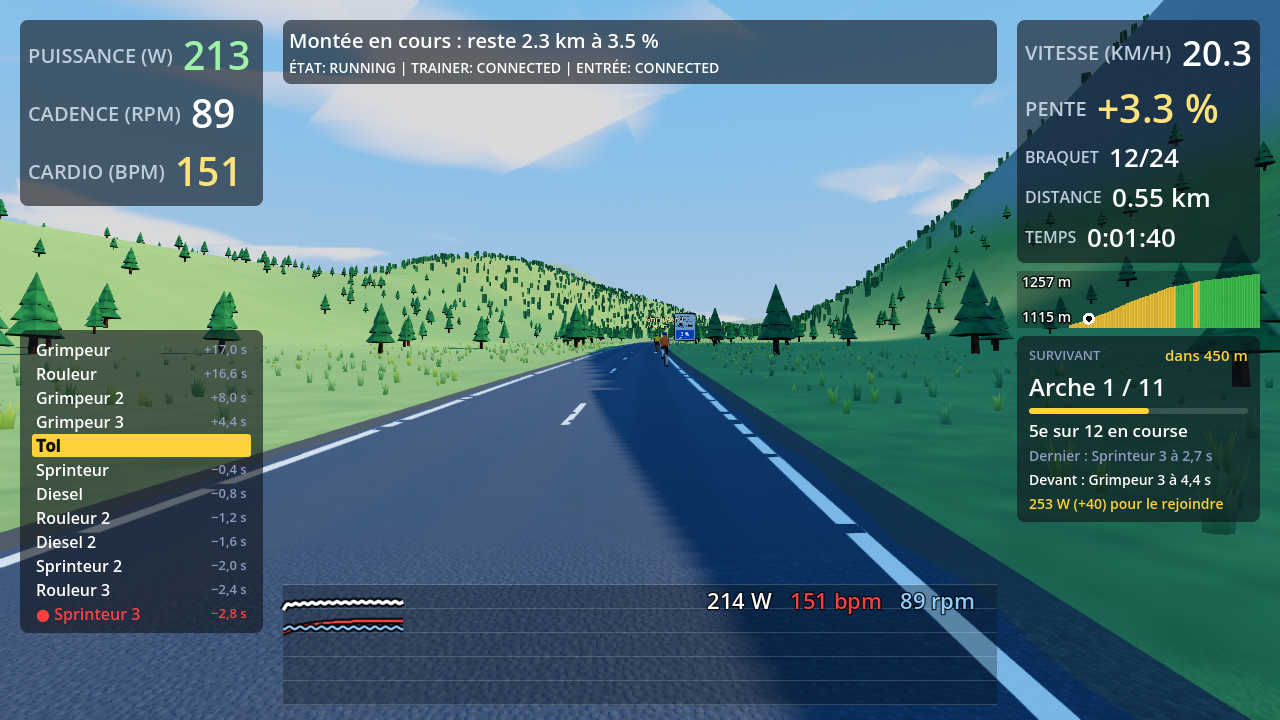 PUISSANCE (W) 213
CADENCE (RPM) 89
CARDIO (BPM) 151
Montée en cours : reste 2.3 km à 3.5 %
ÉTAT: RUNNING | TRAINER: CONNECTED | ENTRÉE: CONNECTED
VITESSE (KM/H) 20.3
PENTE +3.3 %
BRAQUET 12/24
DISTANCE 0.55 km
TEMPS 0:01:40
1257 m
1115 m
SURVIVANT dans 450 m
Arche 1 / 11
5e sur 12 en course
Dernier : Sprinteur 3 à 2,7 s
Devant : Grimpeur 3 à 4,4 s
253 W (+40) pour le rejoindre
Grimpeur +17,0 s
Rouleur +16,6 s
Grimpeur 2 +8,0 s
Grimpeur 3 +4,4 s
Toi
Sprinteur −0,4 s
Diesel −0,8 s
Rouleur 2 −1,2 s
Diesel 2 −1,6 s
Sprinteur 2 −2,0 s
Rouleur 3 −2,4 s
Sprinteur 3 −2,8 s
214 W 151 bpm 89 rpm